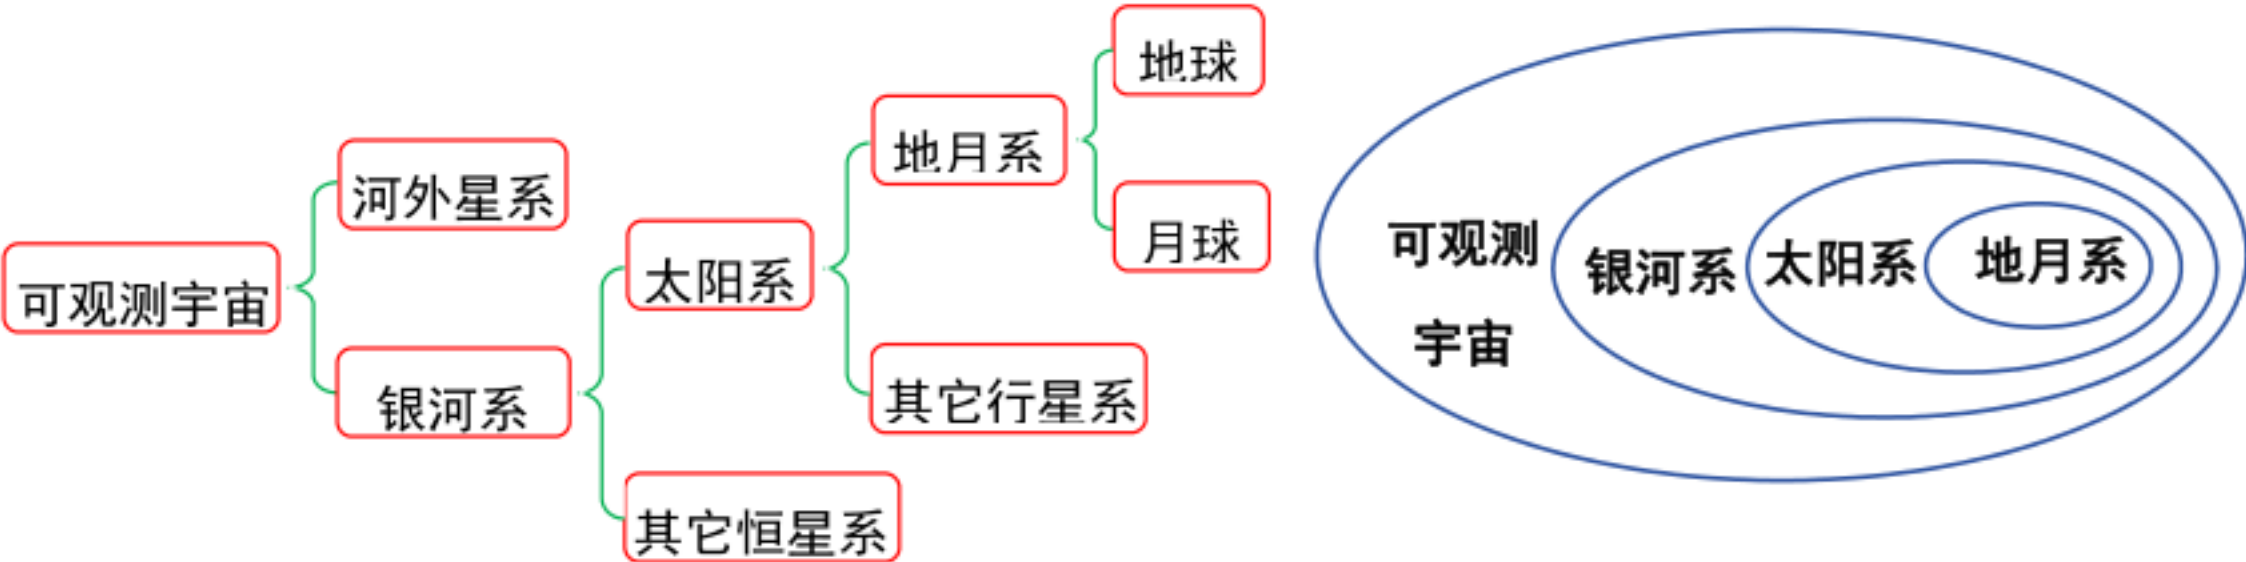 地球
地月系
河外星系
月球
太阳系
可观测宇宙
其它行星系
银河系
其它恒星系
可观测
宇宙
银河系
太阳系
地月系